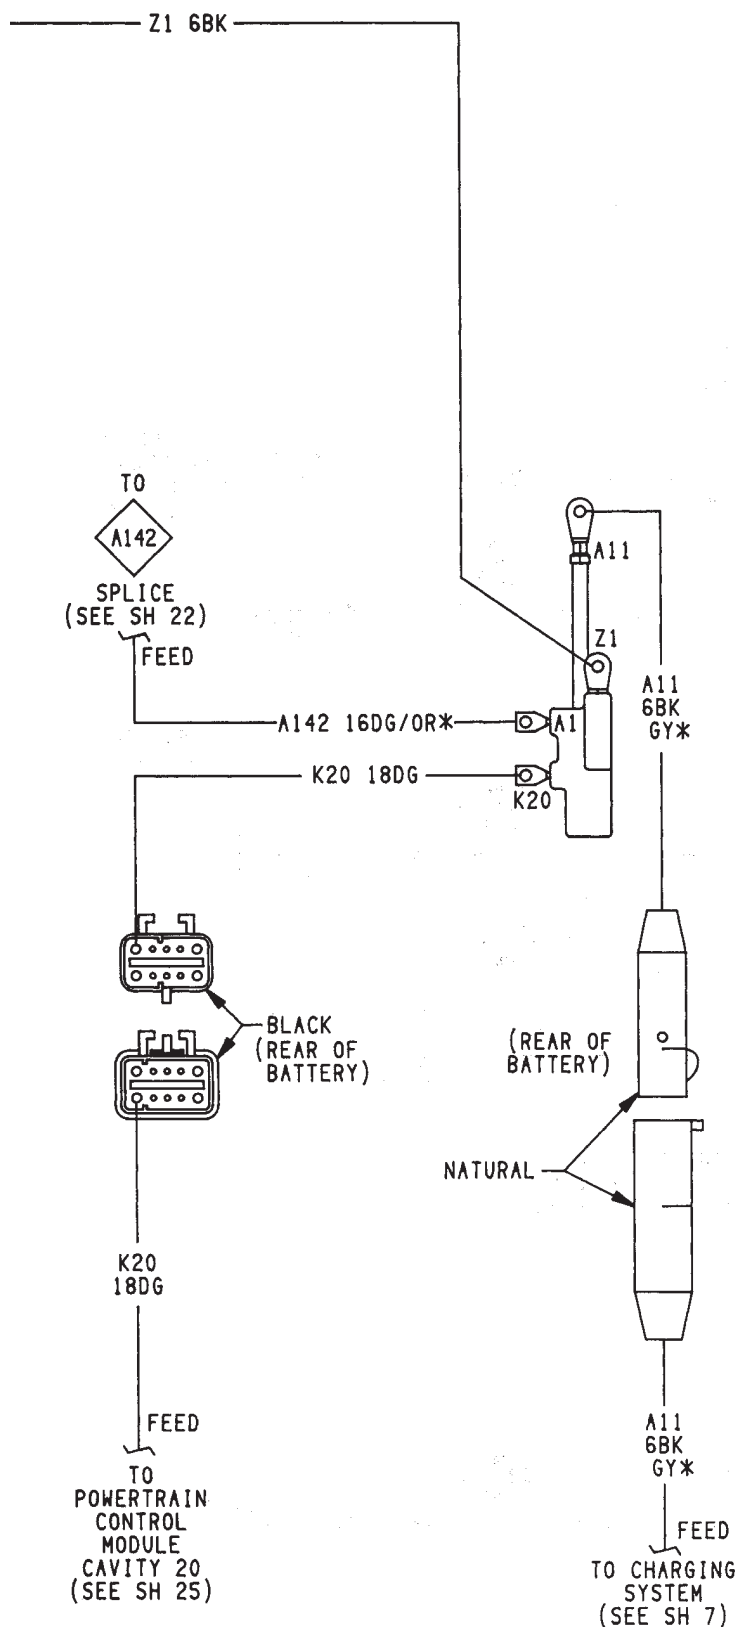 Z1 6BK
TO
A142
SPLICE
(SEE SH 22)
FEED
A11
Z1
A11
6BK
GY*
A142 16DG/OR*
A1
K20 18DG
K20
BLACK
(REAR OF
BATTERY)
(REAR OF
BATTERY)
NATURAL
K20
18DG
FEED
TO
POWERTRAIN
CONTROL
MODULE
CAVITY 20
(SEE SH 25)
A11
6BK
GY*
FEED
TO CHARGING
SYSTEM
(SEE SH 7)